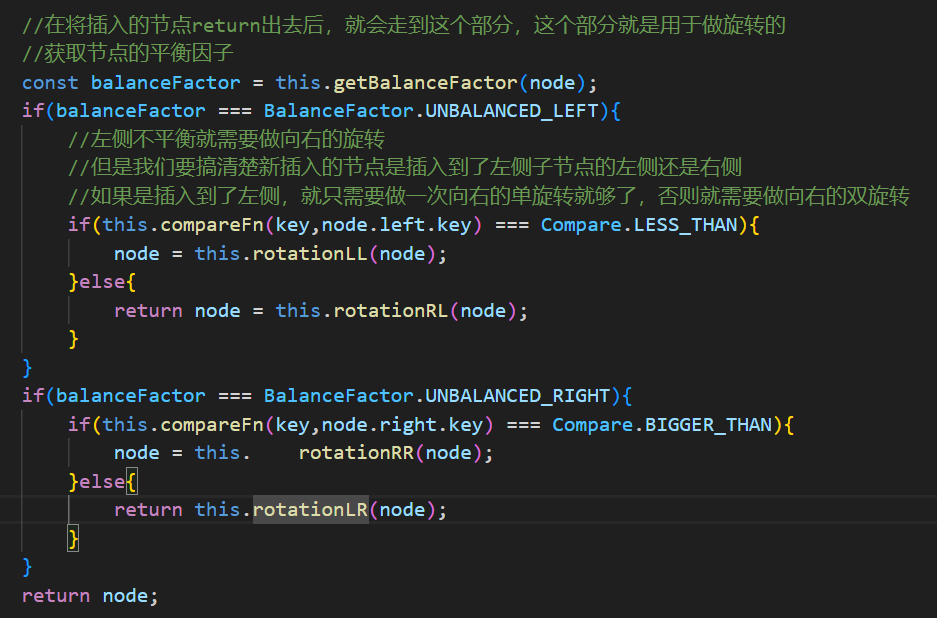 //在将插入的节点return出去后，就会走到这个部分，这个部分就是用于做旋转的
//获取节点的平衡因子
const balanceFactor = this.getBalanceFactor(node);
if(balanceFactor === BalanceFactor.UNBALANCED_LEFT){
    //左侧不平衡就需要做向右的旋转
    //但是我们要搞清楚新插入的节点是插入到了左侧子节点的左侧还是右侧
    //如果是插入到了左侧，就只需要做一次向右的单旋转就够了，否则就需要做向右的双旋转
    if(this.compareFn(key,node.left.key) === Compare.LESS_THAN){
        node = this.rotationLL(node);
    }else{
        return node = this.rotationRL(node);
    }
}
if(balanceFactor === BalanceFactor.UNBALANCED_RIGHT){
    if(this.compareFn(key,node.right.key) === Compare.BIGGER_THAN){
        node = this.    rotationRR(node);
    }else{
        return this.rotationLR(node);
    }
}
return node;